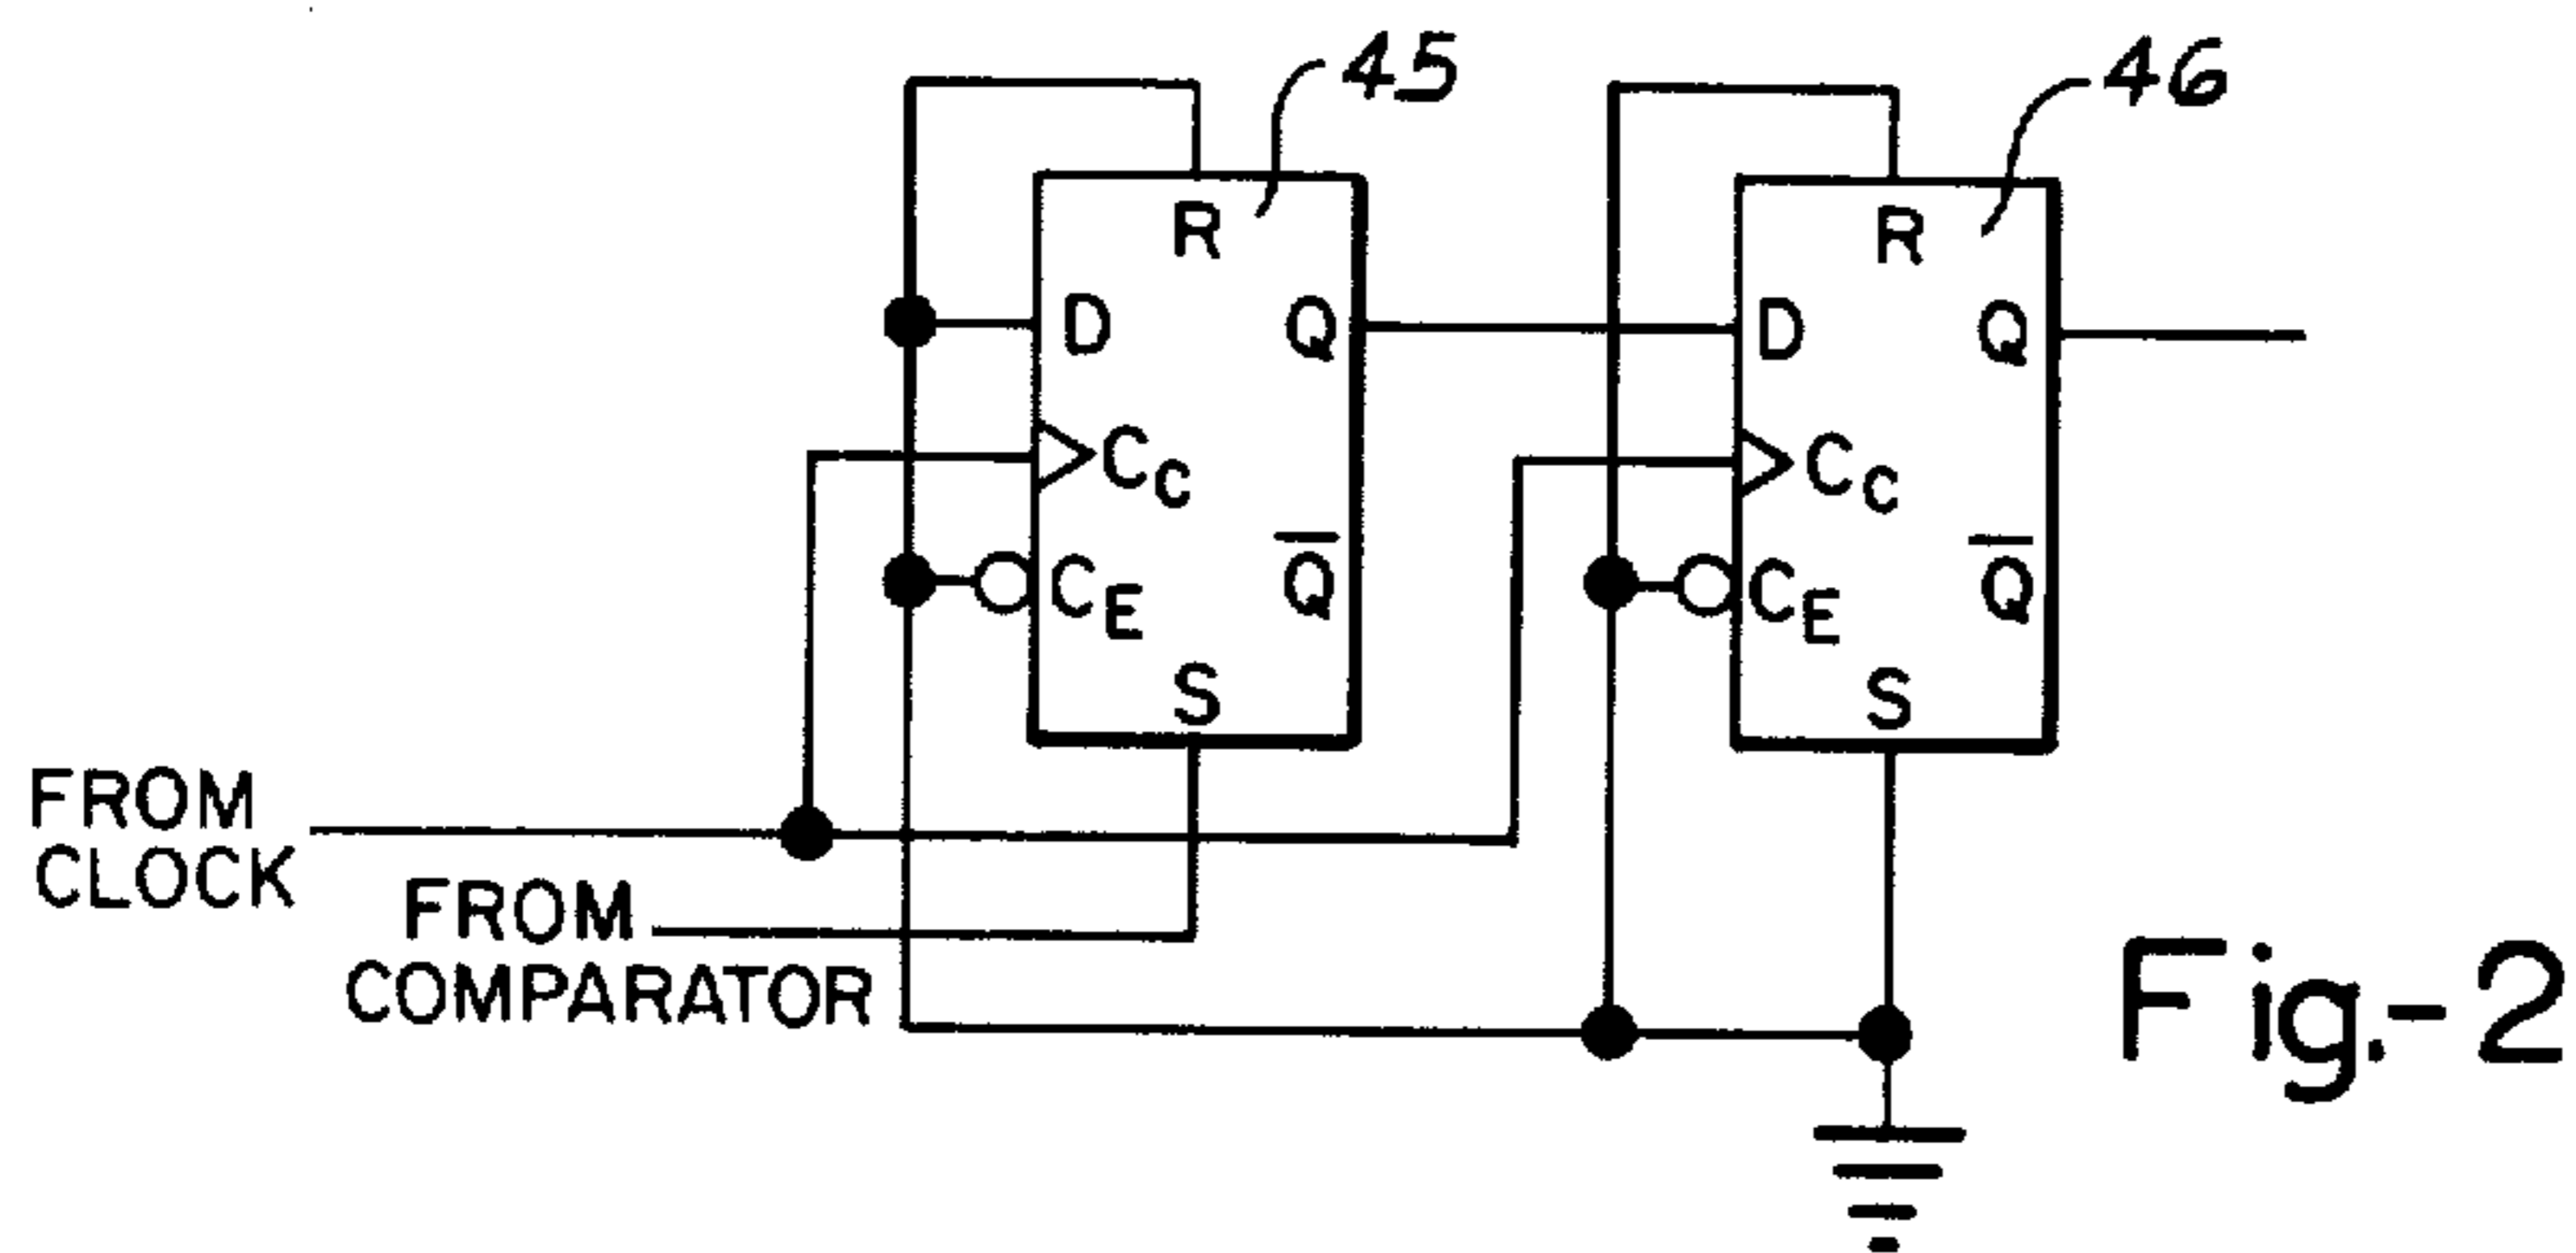 45
46
R
D
Q
CC
Q̅
CE
S
R
D
Q
CC
Q̅
CE
S
FROM
CLOCK
FROM
COMPARATOR
Fig.-2